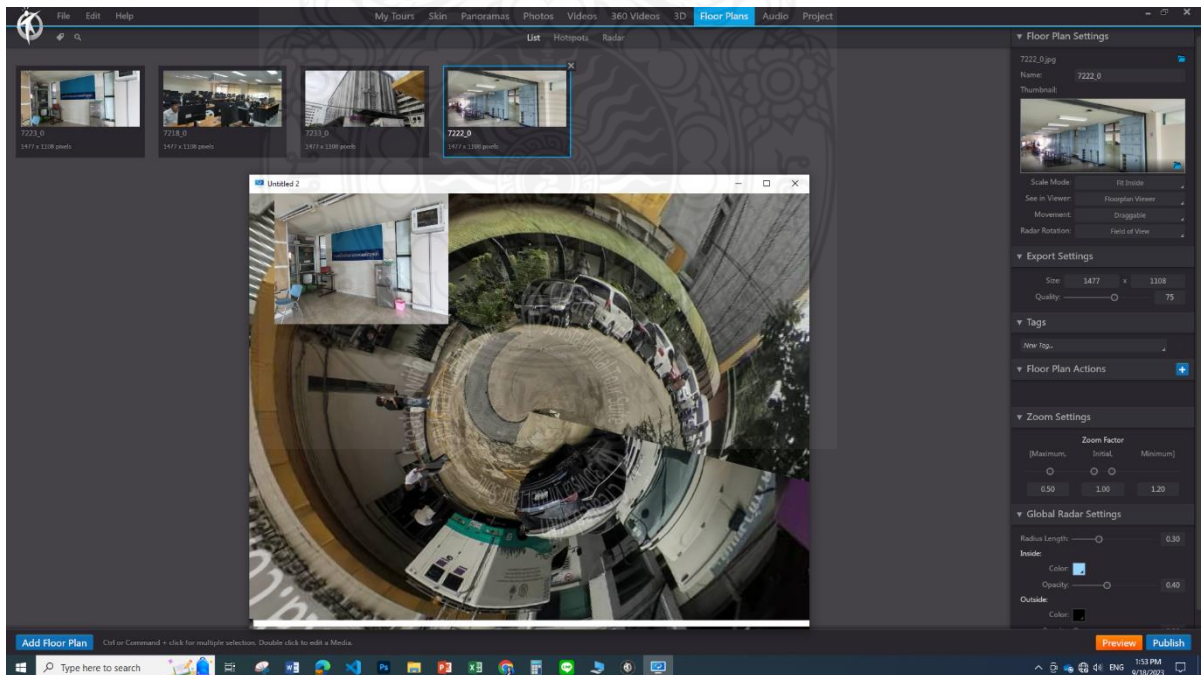 File Edit Help My Tours Skin Panoramas Photos Videos 360 Videos 3D Floor Plans Audio Project
List Hotspots Radar
7223_0
1477 x 1108 pixels
7218_0
1477 x 1108 pixels
7233_0
1477 x 1108 pixels
7222_0
1477 x 1108 pixels
Untitled 2
Floor Plan Settings
7222_0.jpg
Name: 7222_0
Thumbnail:
Scale Mode: Fit Inside
See in Viewer: Floorplan Viewer
Movement: Draggable
Radar Rotation: Field of View
Export Settings
Size: 1477 x 1108
Quality: 75
Tags
New Tag...
Floor Plan Actions
Zoom Settings
Zoom Factor
[Maximum, Initial, Minimum]
0.50 1.00 1.20
Global Radar Settings
Radius Length: 0.30
Inside:
Color:
Opacity: 0.40
Outside:
Color:
Add Floor Plan Ctrl or Command + click for multiple selection. Double click to edit a Media. Preview Publish
Type here to search ENG 1:53 PM
9/18/2023